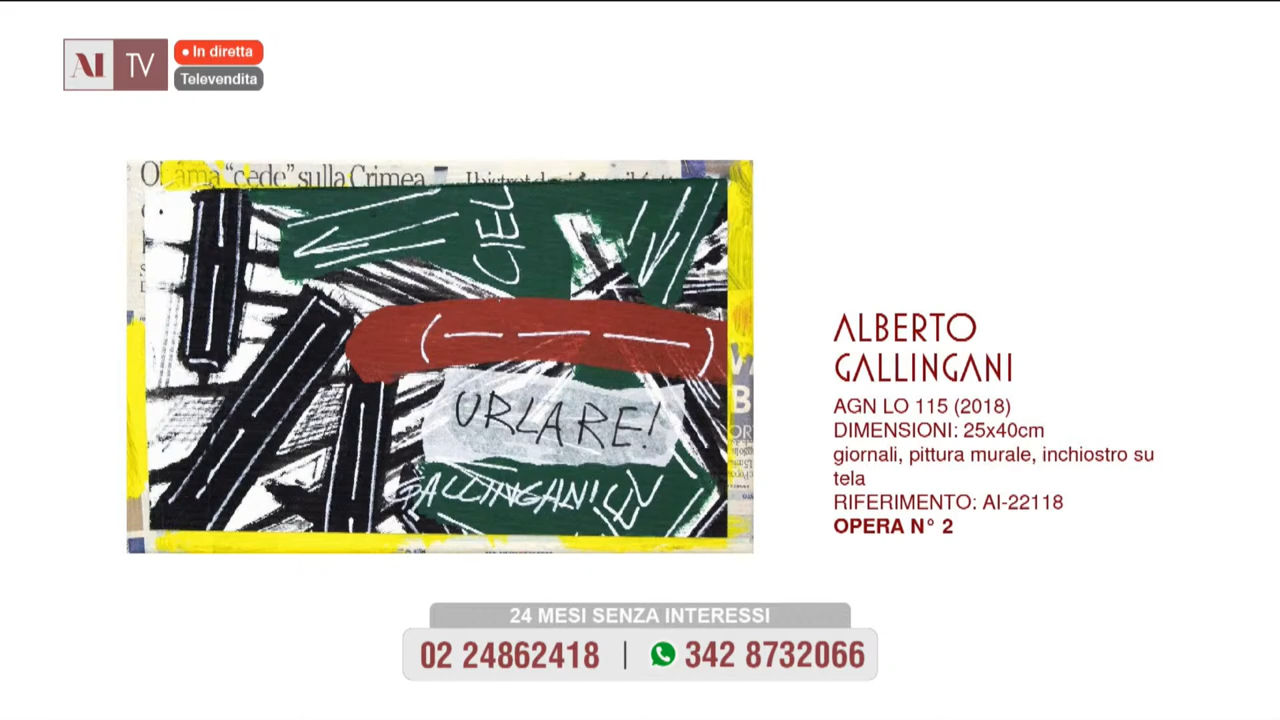 AI TV
• In diretta
Televendita
"cede" sulla Crimea
CIEL
URLARE!
GALLINGANI
ALBERTO
GALLINGANI
AGN LO 115 (2018)
DIMENSIONI: 25x40cm
giornali, pittura murale, inchiostro su
tela
RIFERIMENTO: AI-22118
OPERA N° 2
24 MESI SENZA INTERESSI
02 24862418 | 342 8732066